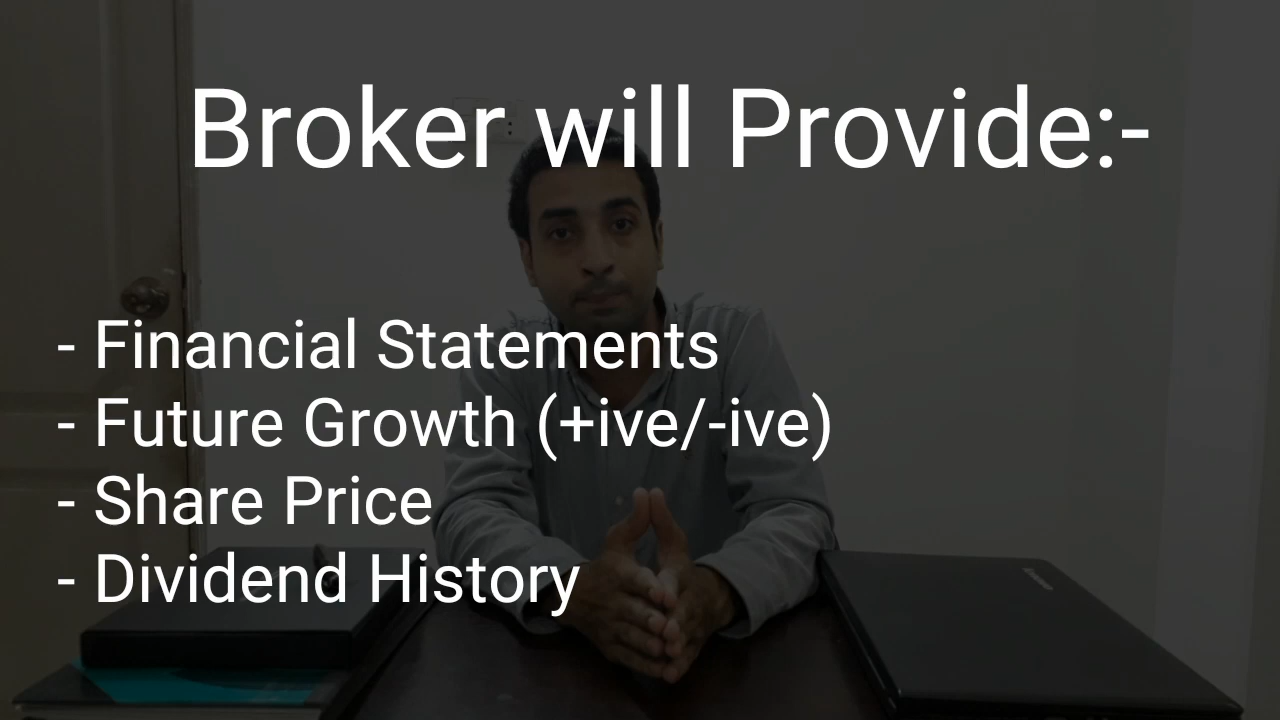 Broker will Provide:-
- Financial Statements
- Future Growth (+ive/-ive)
- Share Price
- Dividend History